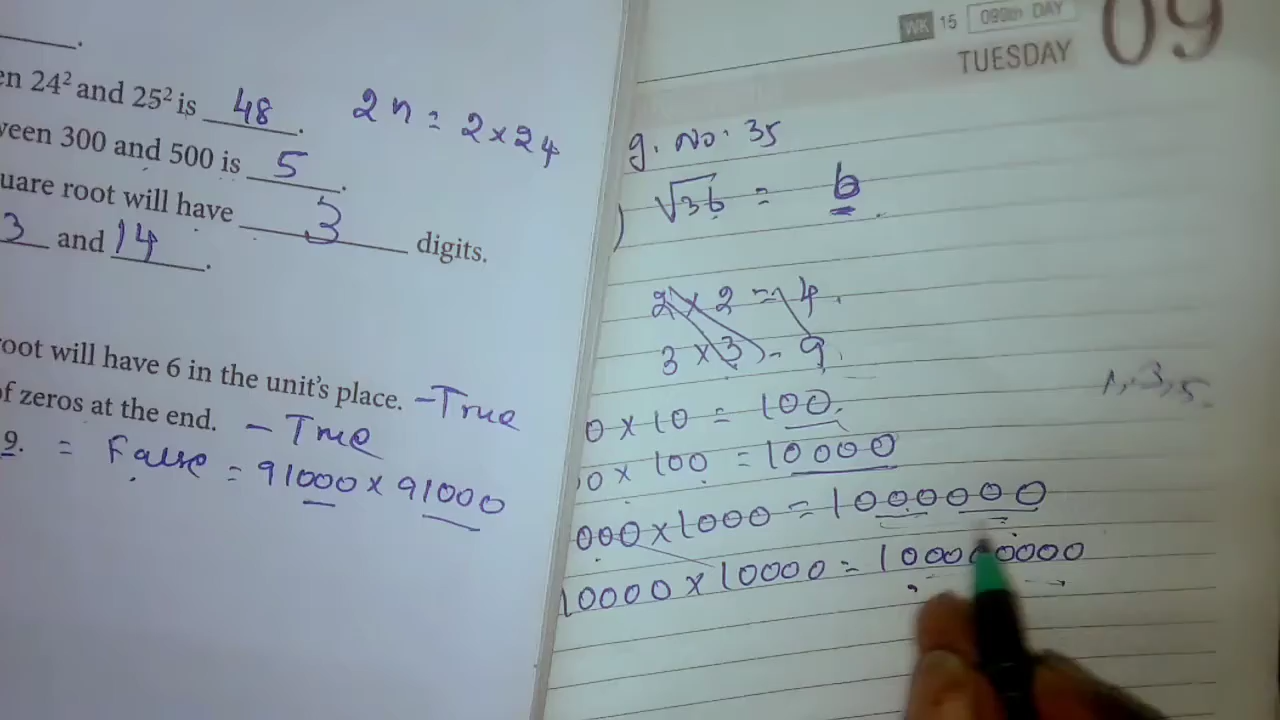 en 24² and 25² is 48. 2n = 2×24
ween 300 and 500 is 5.
uare root will have 3 digits.
3 and 14.
root will have 6 in the unit's place. - True
of zeros at the end. - True
9. = False = 91000 × 91000
WK 15 099th DAY
TUESDAY 09
g. No: 35
) √36 = 6.
2 × 2 = 4.
3 × 3 = 9.
1, 3, 5.
0 × 10 = 100.
0 × 100 = 10000
000 × 1000 = 1000000
10000 × 10000 = 100000000